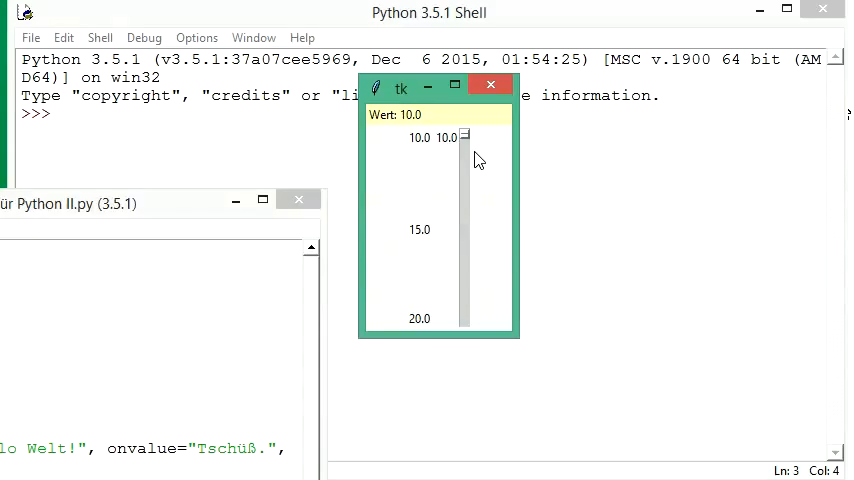 Python 3.5.1 Shell
File Edit Shell Debug Options Window Help
Python 3.5.1 (v3.5.1:37a07cee5969, Dec  6 2015, 01:54:25) [MSC v.1900 64 bit (AM
D64)] on win32
Type "copyright", "credits" or "li e information.
>>>
tk
Wert: 10.0
10.0 10.0
15.0
20.0
ür Python II.py (3.5.1)
lo Welt!", onvalue="Tschüß.",
Ln: 3 Col: 4